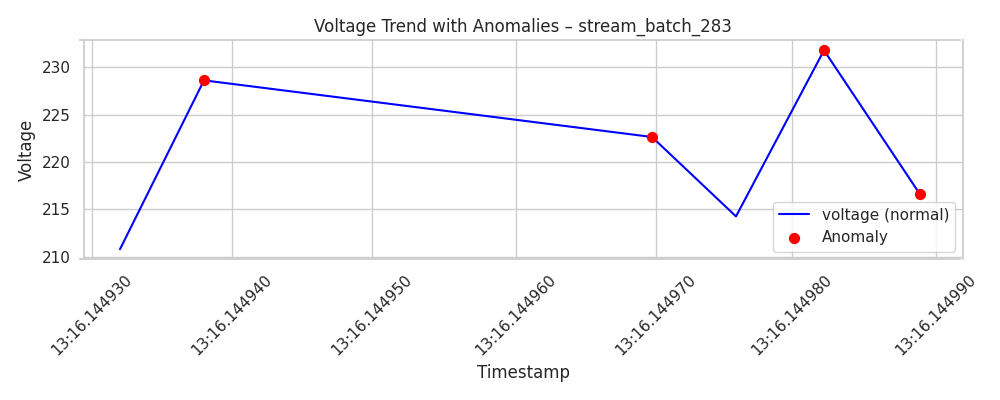 Voltage Trend with Anomalies – stream_batch_283
Voltage
230
225
220
215
210
voltage (normal)
Anomaly
13:16.144930
13:16.144940
13:16.144950
13:16.144960
13:16.144970
13:16.144980
13:16.144990
Timestamp